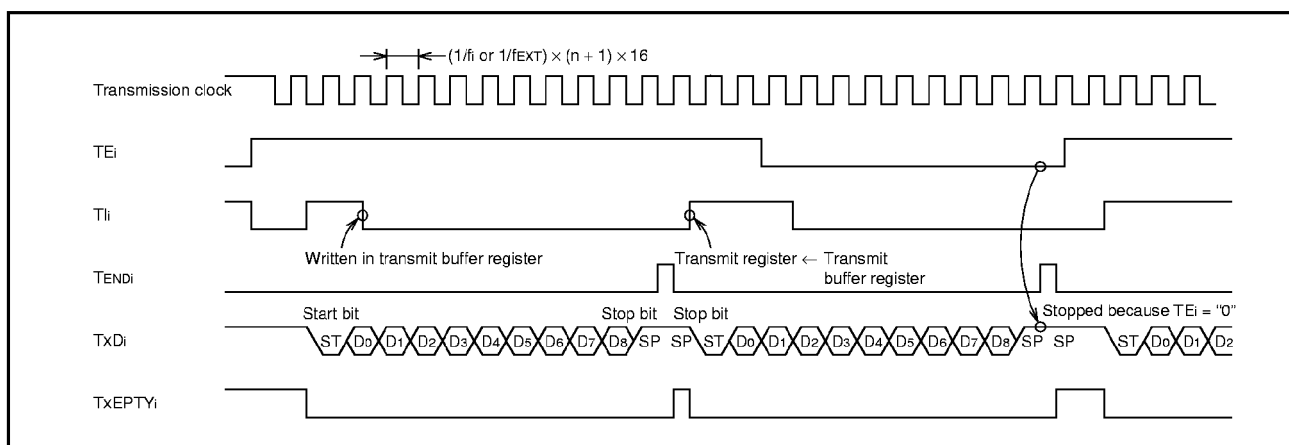 (1/fi or 1/fEXT) × (n + 1) × 16
Transmission clock
TEi
TIi
Written in transmit buffer register
Transmit register ← Transmit
buffer register
TENDi
Start bit
Stop bit
Stop bit
Stopped because TEi = "0"
TxDi
ST D0 D1 D2 D3 D4 D5 D6 D7 D8 SP SP ST D0 D1 D2 D3 D4 D5 D6 D7 D8 SP SP ST D0 D1 D2
TxEPTYi